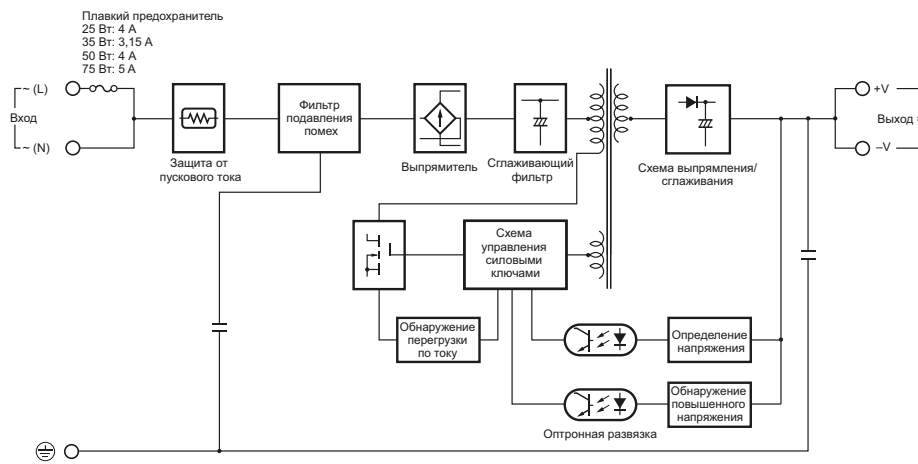 Плавкий предохранитель
25 Вт: 4 А
35 Вт: 3,15 А
50 Вт: 4 А
75 Вт: 5 А
~ (L)
Вход
~ (N)
Защита от
пускового тока
Фильтр
подавления
помех
Выпрямитель
Сглаживающий
фильтр
Схема выпрямления/
сглаживания
+V
Выход =
–V
Схема
управления
силовыми
ключами
Обнаружение
перегрузки
по току
Определение
напряжения
Обнаружение
повышенного
напряжения
Оптронная развязка